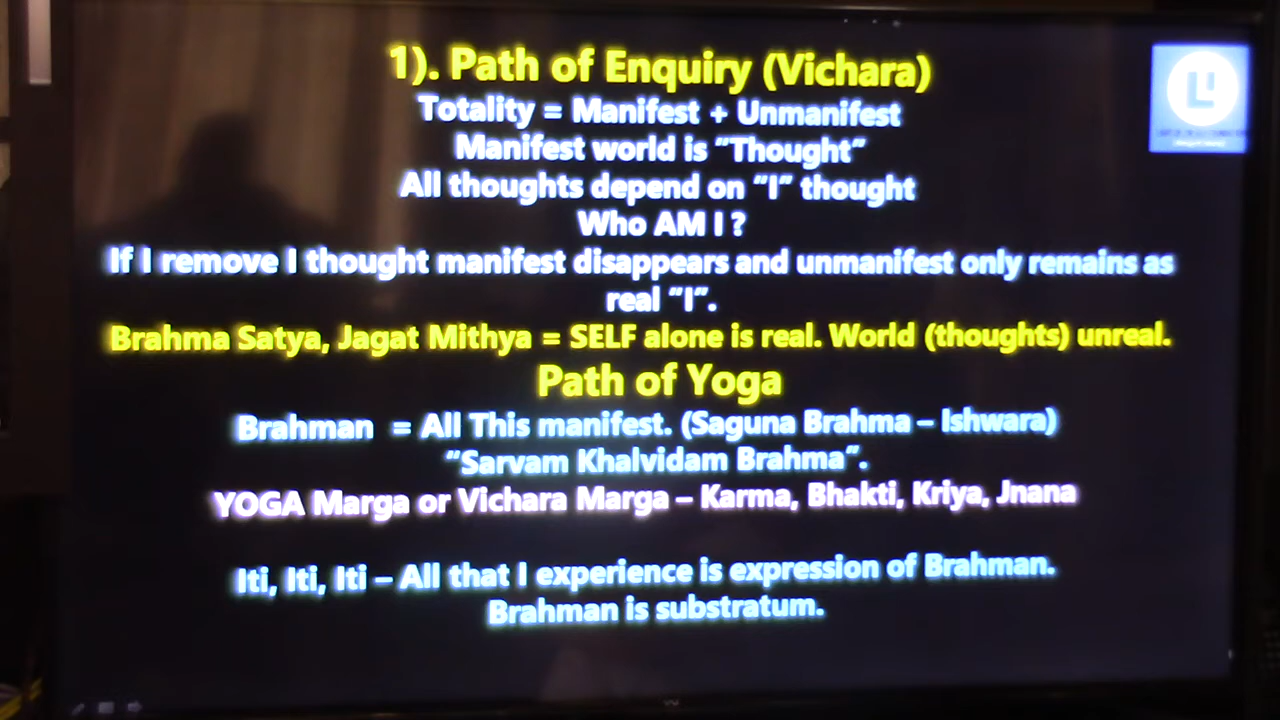 1). Path of Enquiry (Vichara)
Totality = Manifest + Unmanifest
Manifest world is "Thought"
All thoughts depend on "I" thought
Who AM I ?
If I remove I thought manifest disappears and unmanifest only remains as
real "I".
Brahma Satya, Jagat Mithya = SELF alone is real. World (thoughts) unreal.
Path of Yoga
Brahman = All This manifest. (Saguna Brahma – Ishwara)
"Sarvam Khalvidam Brahma".
YOGA Marga or Vichara Marga – Karma, Bhakti, Kriya, Jnana
Iti, Iti, Iti – All that I experience is expression of Brahman.
Brahman is substratum.